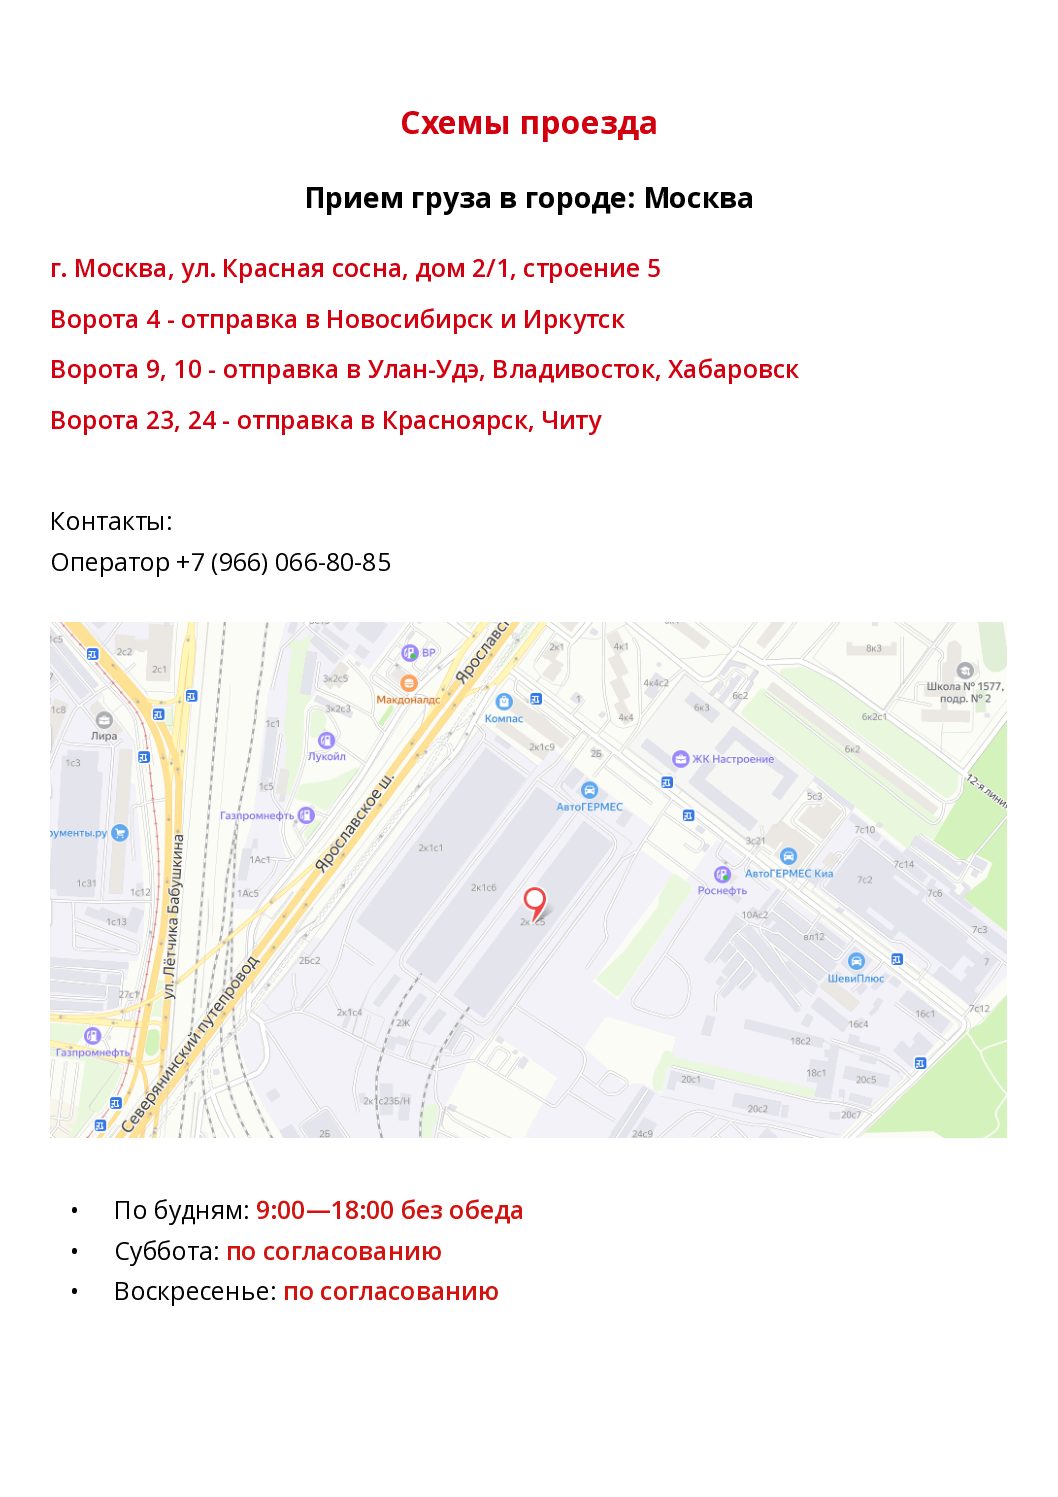 Схемы проезда
Прием груза в городе: Москва
г. Москва, ул. Красная сосна, дом 2/1, строение 5
Ворота 4 - отправка в Новосибирск и Иркутск
Ворота 9, 10 - отправка в Улан-Удэ, Владивосток, Хабаровск
Ворота 23, 24 - отправка в Красноярск, Читу
Контакты:
Оператор +7 (966) 066-80-85
2с2
2с1
1с8
Лира
1с3
рументы.ру
1с31
1с12
1с13
27с1
Газпромнефть
ул. Лётчика Бабушкина
Северянинский путепровод
BP
3к2с5
Макдоналдс
3к2с3
1с1
Лукойл
1с5
Газпромнефть
1Ас1
1Ас5
Ярославское ш.
Ярославск
Компас
2к1
4к1
4к4с2
4к4
2к1с9
2Б
1
6к1
6к2
6с2
6к3
8к3
Школа № 1577,
подр. № 2
6к2с1
12-я лини
ЖК Настроение
АвтоГЕРМЕС
5с3
3с21
7с10
АвтоГЕРМЕС Киа
7с14
7с2
7с6
Роснефть
10Ас2
вл12
7с3
7
ШевиПлюс
7с12
16с1
16с4
18с2
18с1
20с5
20с1
20с2
20с7
24с9
2к1с1
2к1с6
2к1с5
2Бс2
2к1с4
2Ж
2к1с23Б/Н
2Б
• По будням: 9:00—18:00 без обеда
• Суббота: по согласованию
• Воскресенье: по согласованию